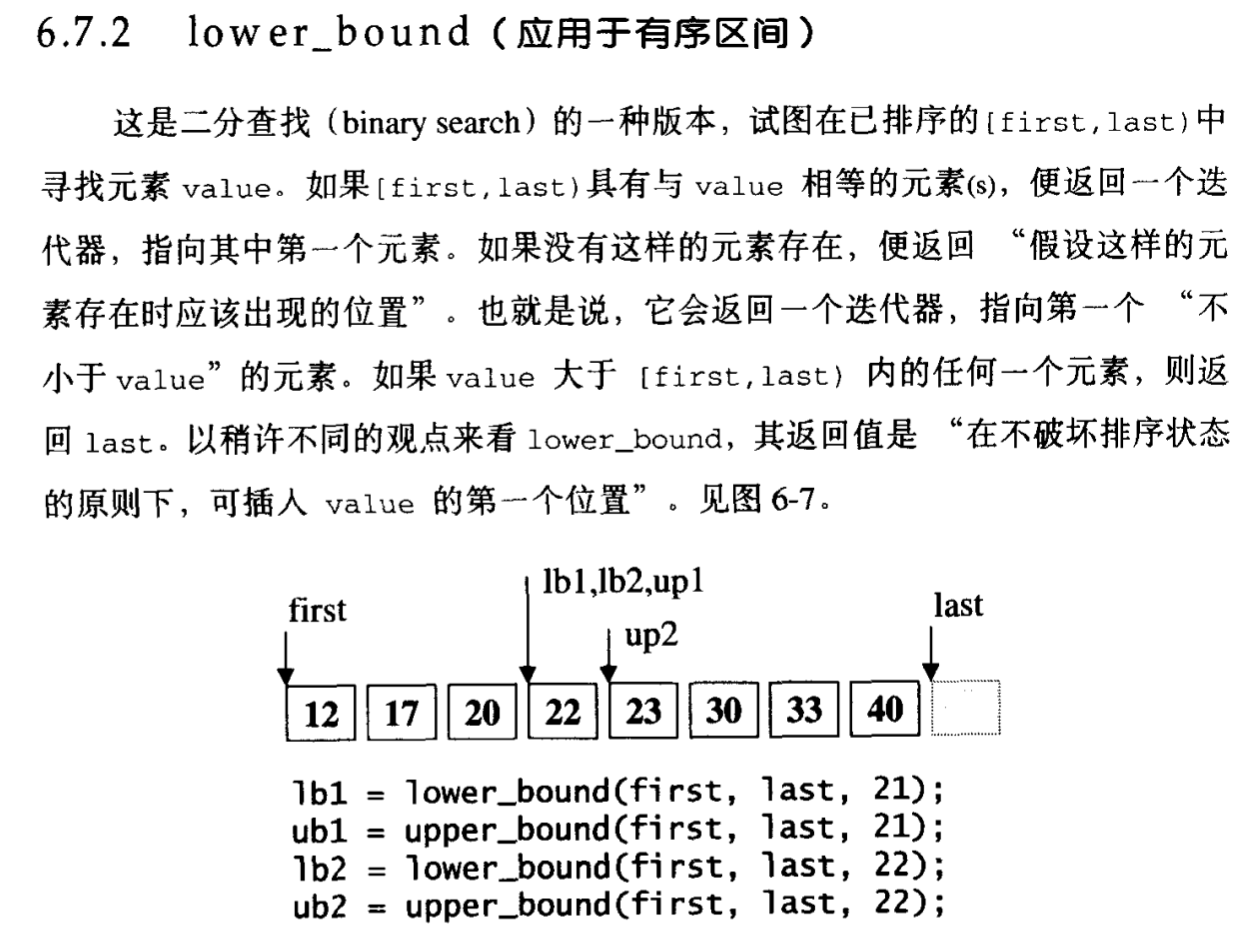 6.7.2 lower_bound（应用于有序区间）
这是二分查找（binary search）的一种版本，试图在已排序的[first,last)中
寻找元素 value。如果[first,last)具有与 value 相等的元素(s)，便返回一个迭
代器，指向其中第一个元素。如果没有这样的元素存在，便返回 “假设这样的元
素存在时应该出现的位置”。也就是说，它会返回一个迭代器，指向第一个 “不
小于value”的元素。如果value 大于 [first,last) 内的任何一个元素，则返
回 last。以稍许不同的观点来看 lower_bound，其返回值是 “在不破坏排序状态
的原则下，可插入 value 的第一个位置”。见图 6-7。
lb1,lb2,up1
first
last
up2
12 17 20 22 23 30 33 40
lb1 = lower_bound(first, last, 21);
ub1 = upper_bound(first, last, 21);
lb2 = lower_bound(first, last, 22);
ub2 = upper_bound(first, last, 22);